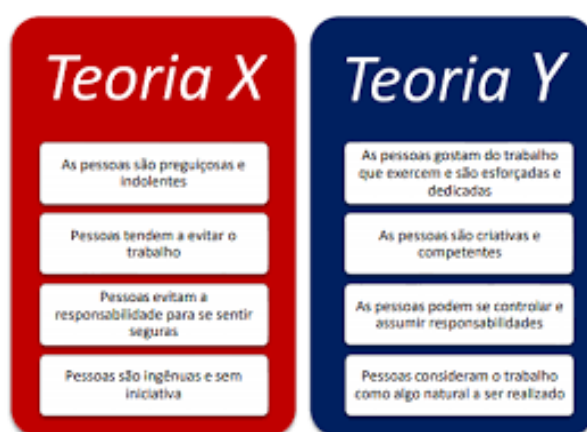 Teoria X
As pessoas são preguiçosas e
indolentes
Pessoas tendem a evitar o
trabalho
Pessoas evitam a
responsabilidade para se sentir
seguras
Pessoas são ingênuas e sem
iniciativa
Teoria Y
As pessoas gostam do trabalho
que exercem e são esforçadas e
dedicadas
As pessoas são criativas e
competentes
As pessoas podem se controlar e
assumir responsabilidades
Pessoas consideram o trabalho
como algo natural a ser realizado